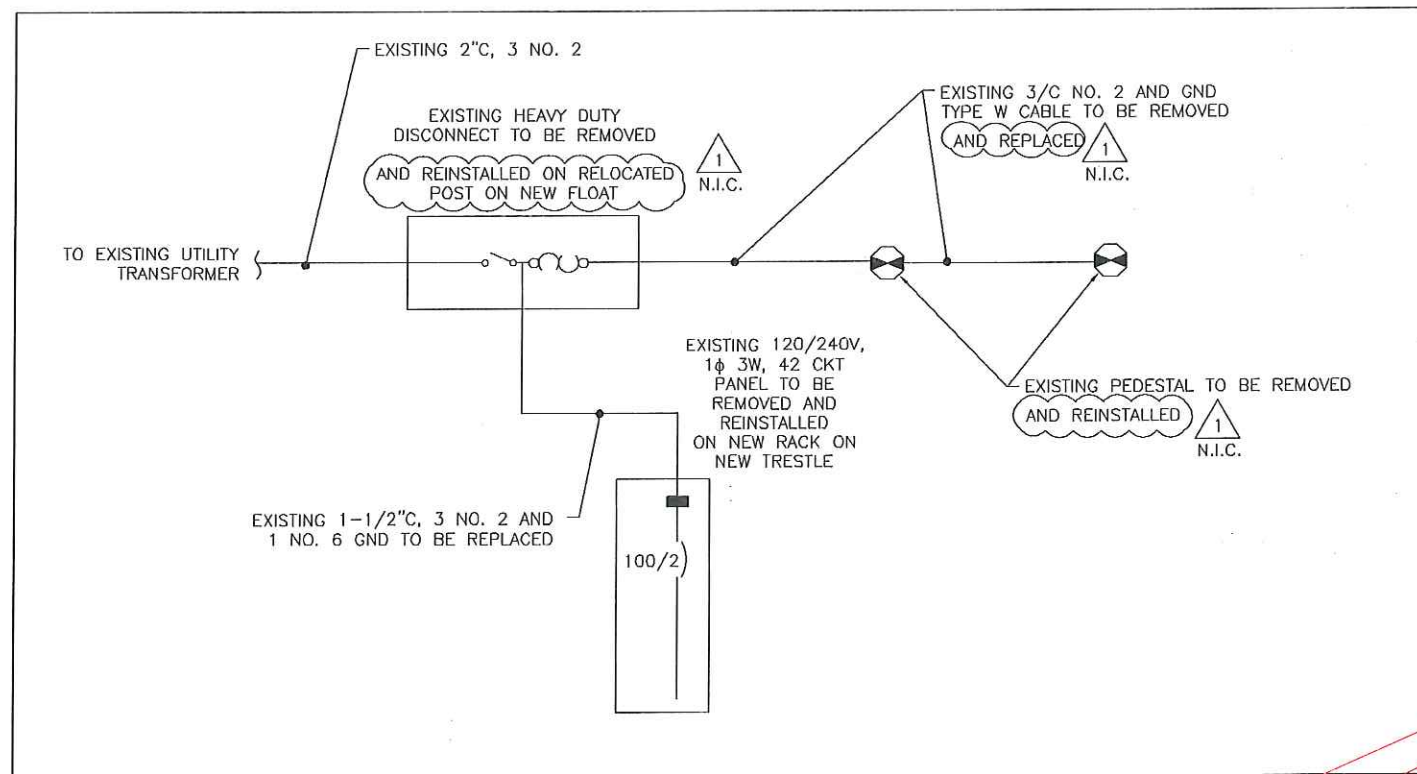 EXISTING 2"C, 3 NO. 2
EXISTING HEAVY DUTY
DISCONNECT TO BE REMOVED
AND REINSTALLED ON RELOCATED
POST ON NEW FLOAT
1
N.I.C.
EXISTING 3/C NO. 2 AND GND
TYPE W CABLE TO BE REMOVED
AND REPLACED
1
N.I.C.
TO EXISTING UTILITY
TRANSFORMER
EXISTING 120/240V,
1ϕ 3W, 42 CKT
PANEL TO BE
REMOVED AND
REINSTALLED
ON NEW RACK ON
NEW TRESTLE
EXISTING PEDESTAL TO BE REMOVED
AND REINSTALLED
1
N.I.C.
EXISTING 1-1/2"C, 3 NO. 2 AND
1 NO. 6 GND TO BE REPLACED
100/2